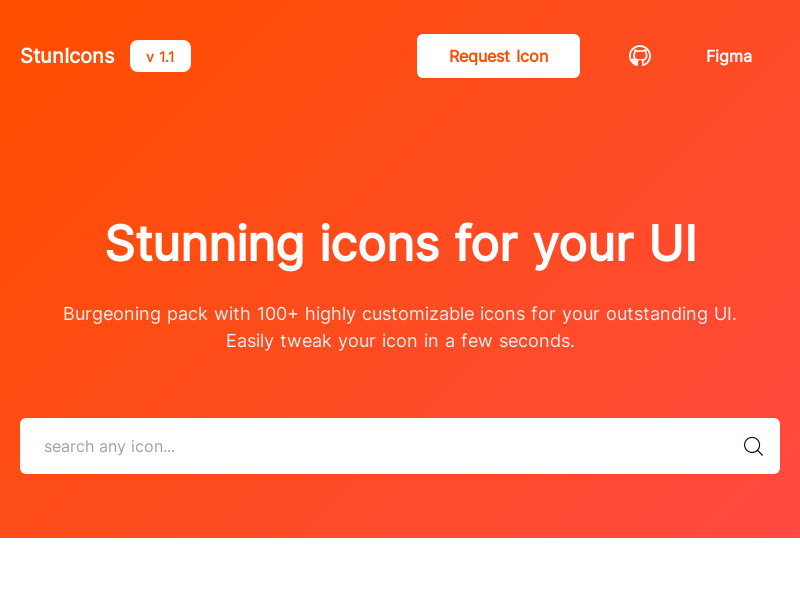 StunIcons
v 1.1
Request Icon
Figma
Stunning icons for your UI
Burgeoning pack with 100+ highly customizable icons for your outstanding UI.
Easily tweak your icon in a few seconds.
search any icon...